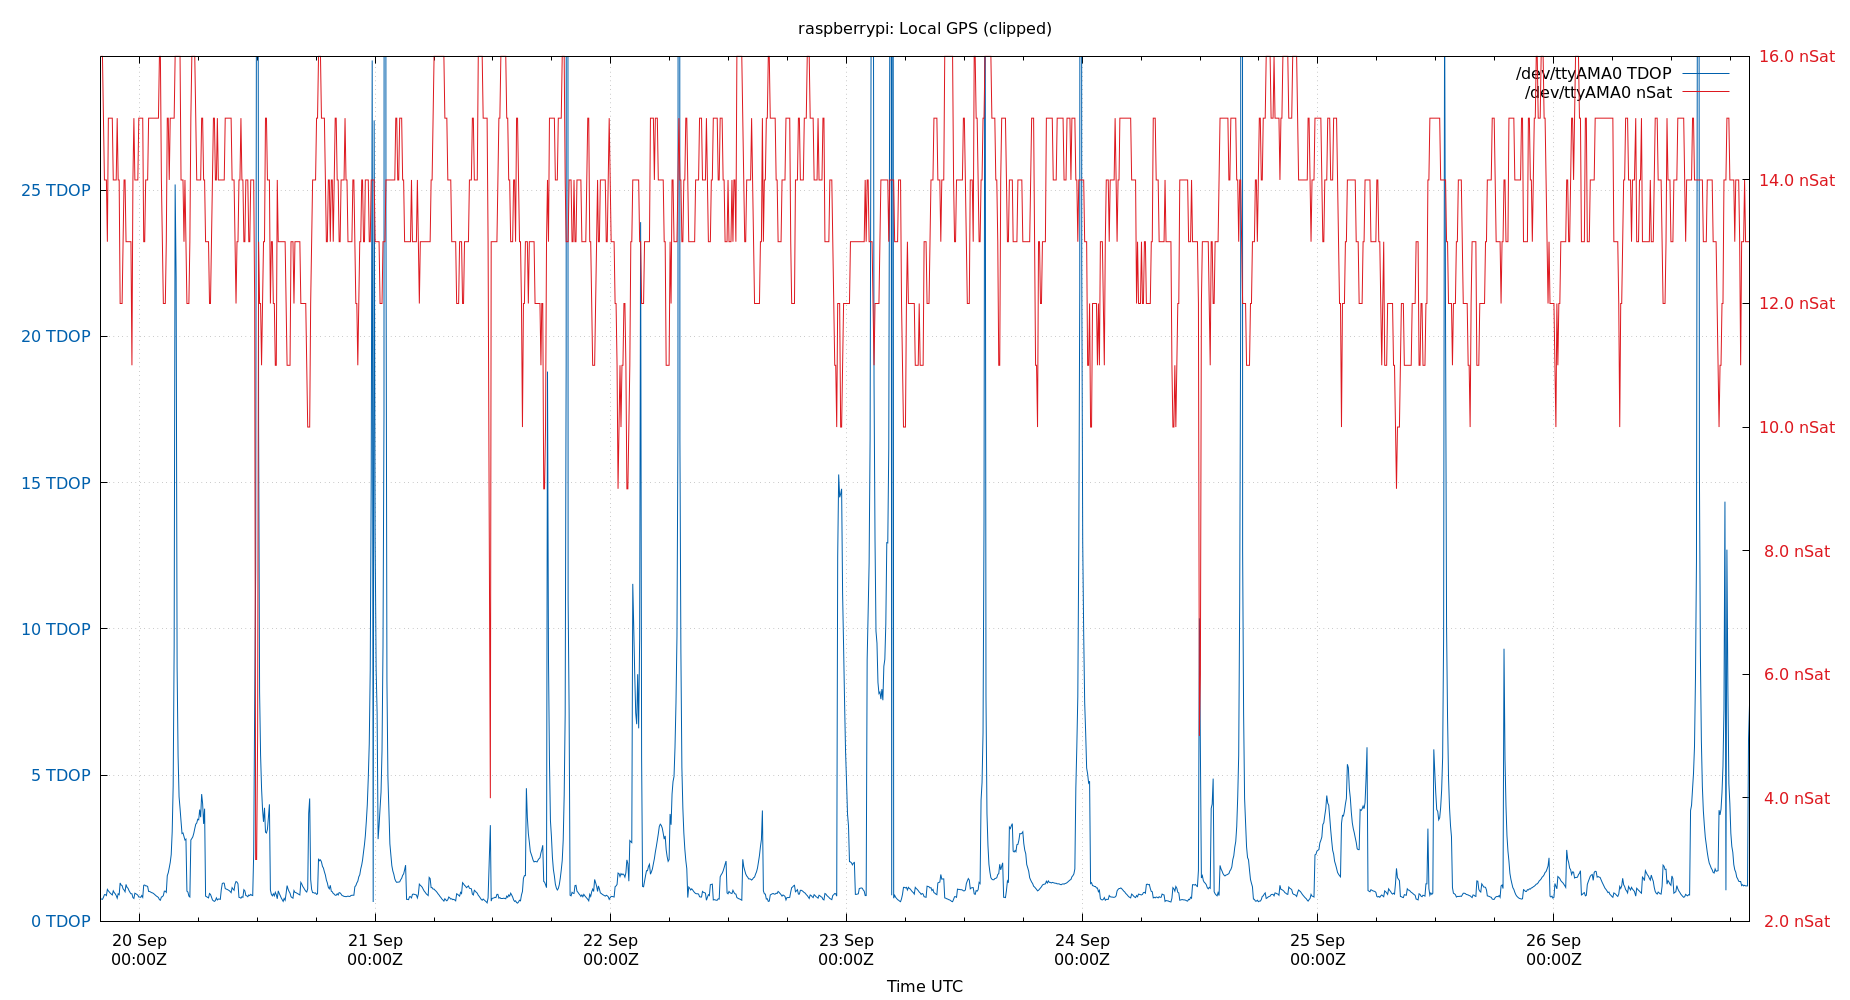 raspberrypi: Local GPS (clipped)
16.0 nSat
/dev/ttyAMA0 TDOP
/dev/ttyAMA0 nSat
25 TDOP
14.0 nSat
20 TDOP
12.0 nSat
15 TDOP
10.0 nSat
8.0 nSat
10 TDOP
6.0 nSat
5 TDOP
4.0 nSat
0 TDOP
2.0 nSat
20 Sep 21 Sep 22 Sep 23 Sep 24 Sep 25 Sep 26 Sep
00:00Z 00:00Z 00:00Z 00:00Z 00:00Z 00:00Z 00:00Z
Time UTC